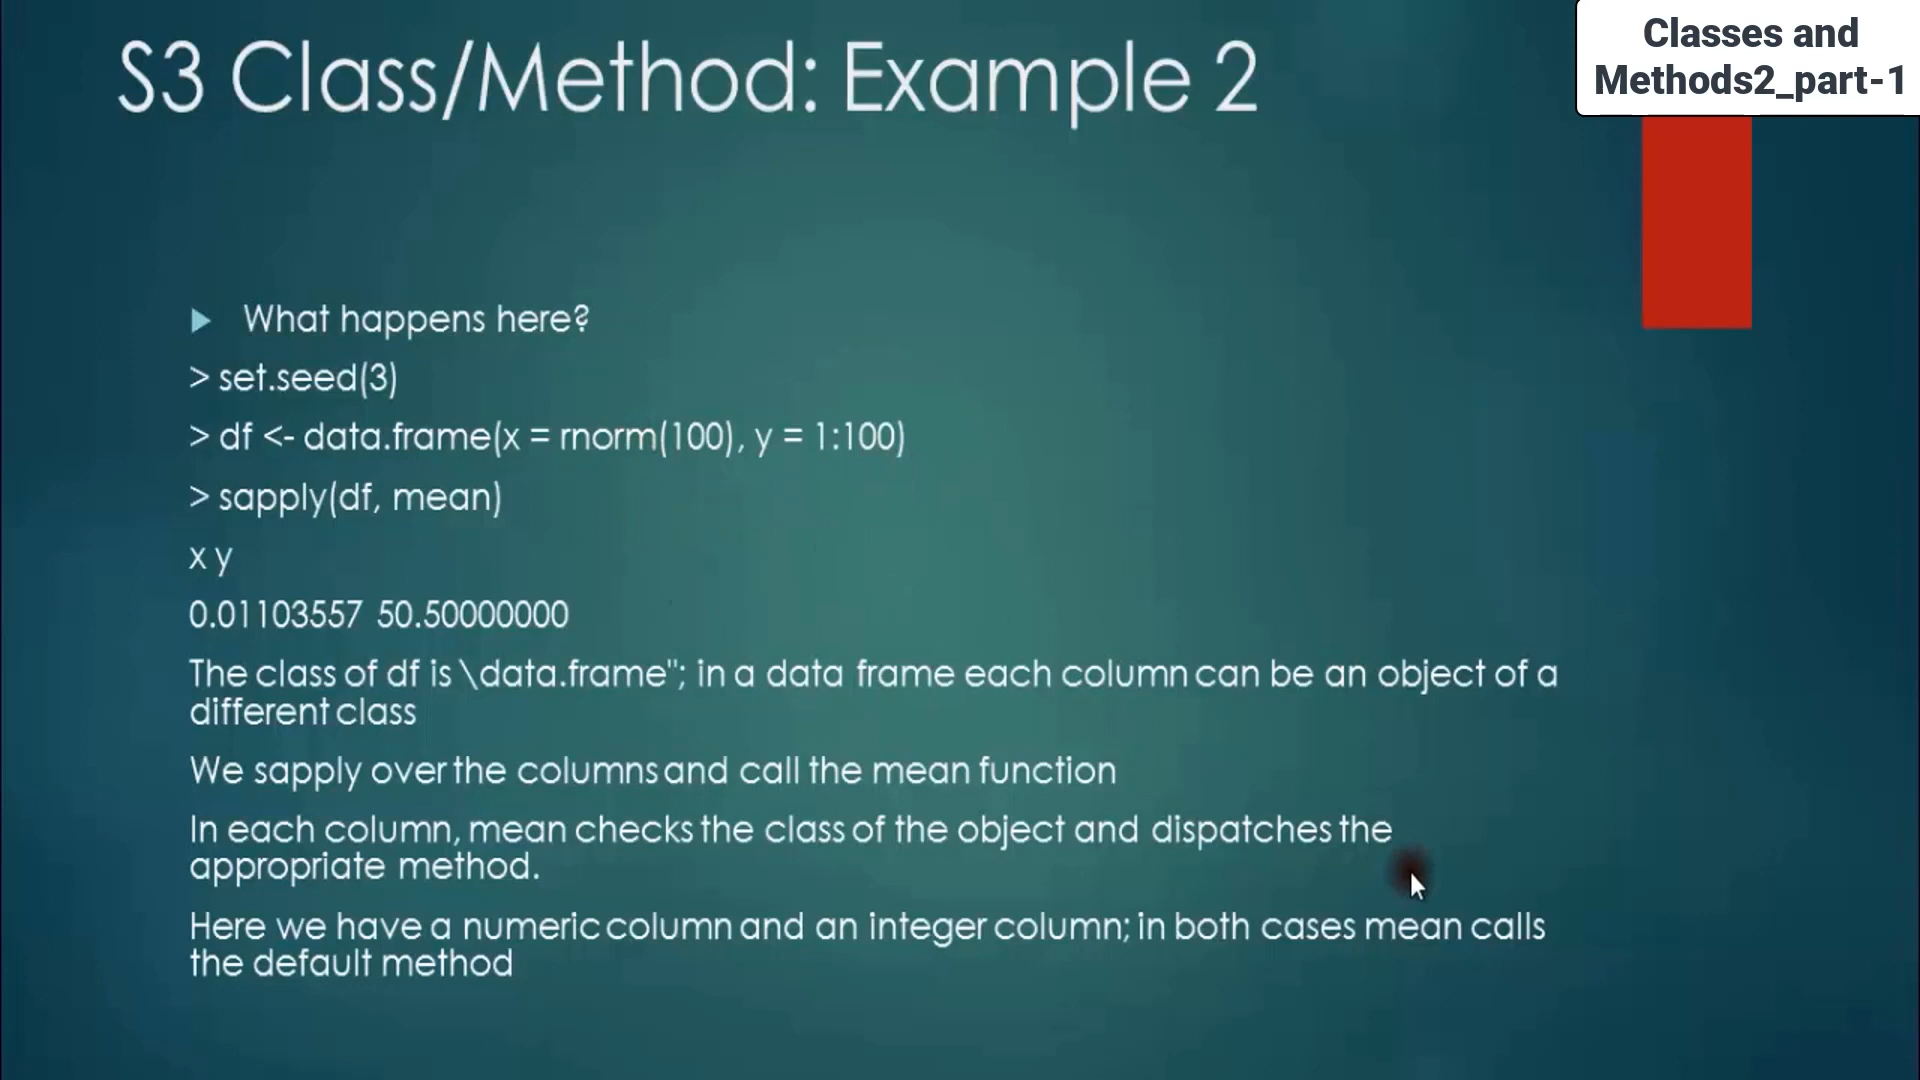 S3 Class/Method: Example 2
Classes and
Methods2_part-1
What happens here?
> set.seed(3)
> df <- data.frame(x = rnorm(100), y = 1:100)
> sapply(df, mean)
x y
0.01103557 50.50000000
The class of df is \data.frame"; in a data frame each column can be an object of a
different class
We sapply over the columns and call the mean function
In each column, mean checks the class of the object and dispatches the
appropriate method.
Here we have a numeric column and an integer column; in both cases mean calls
the default method